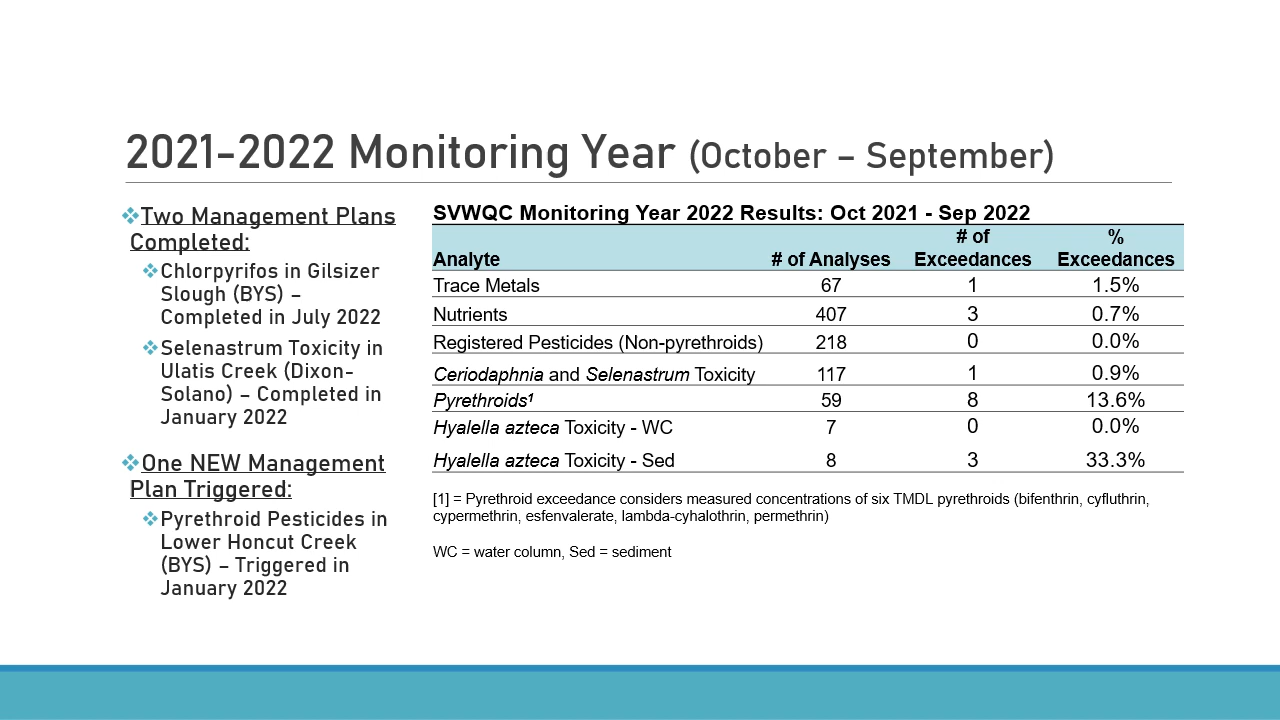 2021-2022 Monitoring Year (October – September)
❖Two Management Plans
Completed:
❖Chlorpyrifos in Gilsizer
Slough (BYS) –
Completed in July 2022
❖Selenastrum Toxicity in
Ulatis Creek (Dixon-
Solano) – Completed in
January 2022
❖One NEW Management
Plan Triggered:
❖Pyrethroid Pesticides in
Lower Honcut Creek
(BYS) – Triggered in
January 2022
SVWQC Monitoring Year 2022 Results: Oct 2021 - Sep 2022
Analyte # of Analyses # of Exceedances % Exceedances
Trace Metals 67 1 1.5%
Nutrients 407 3 0.7%
Registered Pesticides (Non-pyrethroids) 218 0 0.0%
Ceriodaphnia and Selenastrum Toxicity 117 1 0.9%
Pyrethroids¹ 59 8 13.6%
Hyalella azteca Toxicity - WC 7 0 0.0%
Hyalella azteca Toxicity - Sed 8 3 33.3%
[1] = Pyrethroid exceedance considers measured concentrations of six TMDL pyrethroids (bifenthrin, cyfluthrin,
cypermethrin, esfenvalerate, lambda-cyhalothrin, permethrin)
WC = water column, Sed = sediment